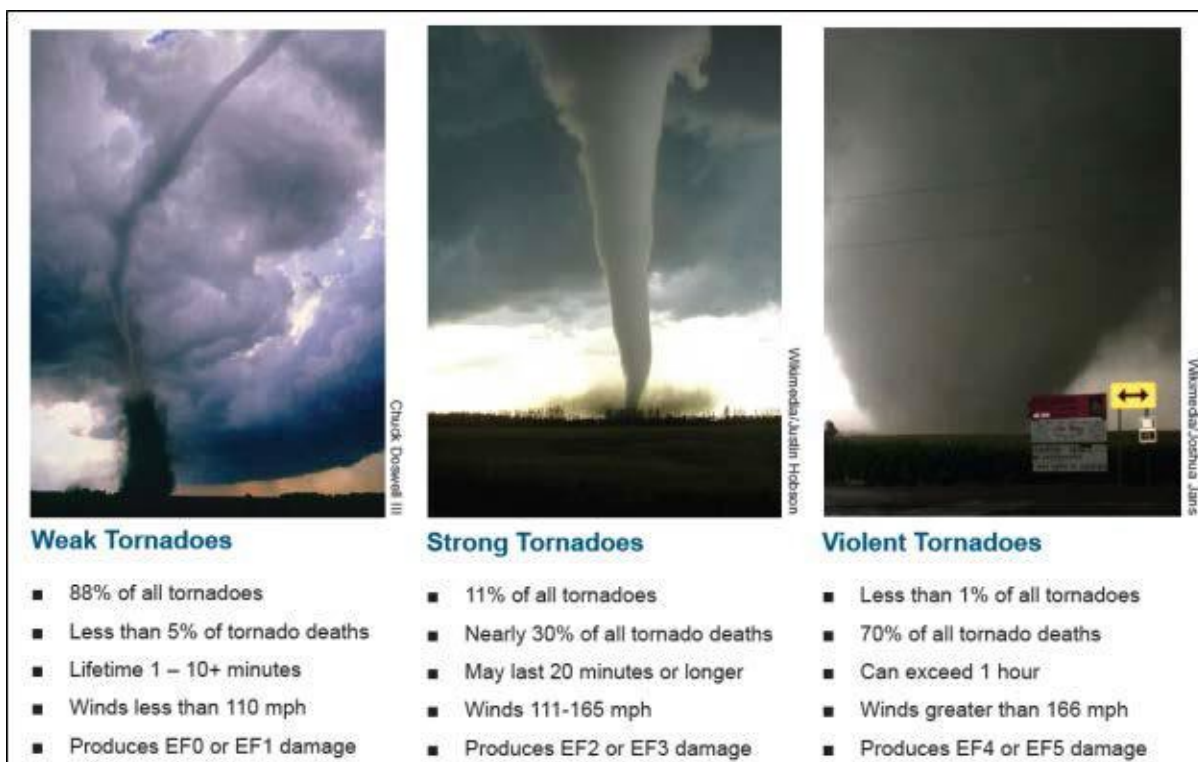 Chuck Doswell III
Wikimedia/Justin Hobson
Wikimedia/Joshua Jans
Weak Tornadoes
■ 88% of all tornadoes
■ Less than 5% of tornado deaths
■ Lifetime 1 – 10+ minutes
■ Winds less than 110 mph
■ Produces EF0 or EF1 damage
Strong Tornadoes
■ 11% of all tornadoes
■ Nearly 30% of all tornado deaths
■ May last 20 minutes or longer
■ Winds 111-165 mph
■ Produces EF2 or EF3 damage
Violent Tornadoes
■ Less than 1% of all tornadoes
■ 70% of all tornado deaths
■ Can exceed 1 hour
■ Winds greater than 166 mph
■ Produces EF4 or EF5 damage